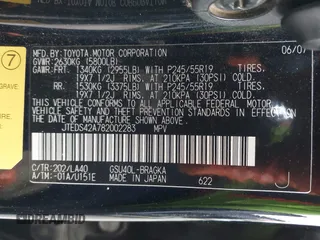 7
MFD. BY: TOYOTA MOTOR CORPORATION 06/07
GVWR: 2630KG (5800LB)
GAWR: FRT. 1340KG (2955LB) WITH P245/55R19 TIRES,
19X7 1/2J RIMS, AT 210KPA (30PSI) COLD.
RR. 1530KG (3375LB) WITH P245/55R19 TIRES,
19X7 1/2J RIMS, AT 210KPA (30PSI) COLD.
THIS VEHICLE CONFORMS TO ALL APPLICABLE
FEDERAL MOTOR VEHICLE SAFETY AND THEFT PREVENTION STANDARDS IN
EFFECT ON THE DATE OF MANUFACTURE SHOWN ABOVE.
JTEDS42A782002283 MPV
C/TR: 202/LA40 GSU40L-BRAGKA
A/TM: -01A/U151E MADE IN JAPAN 622